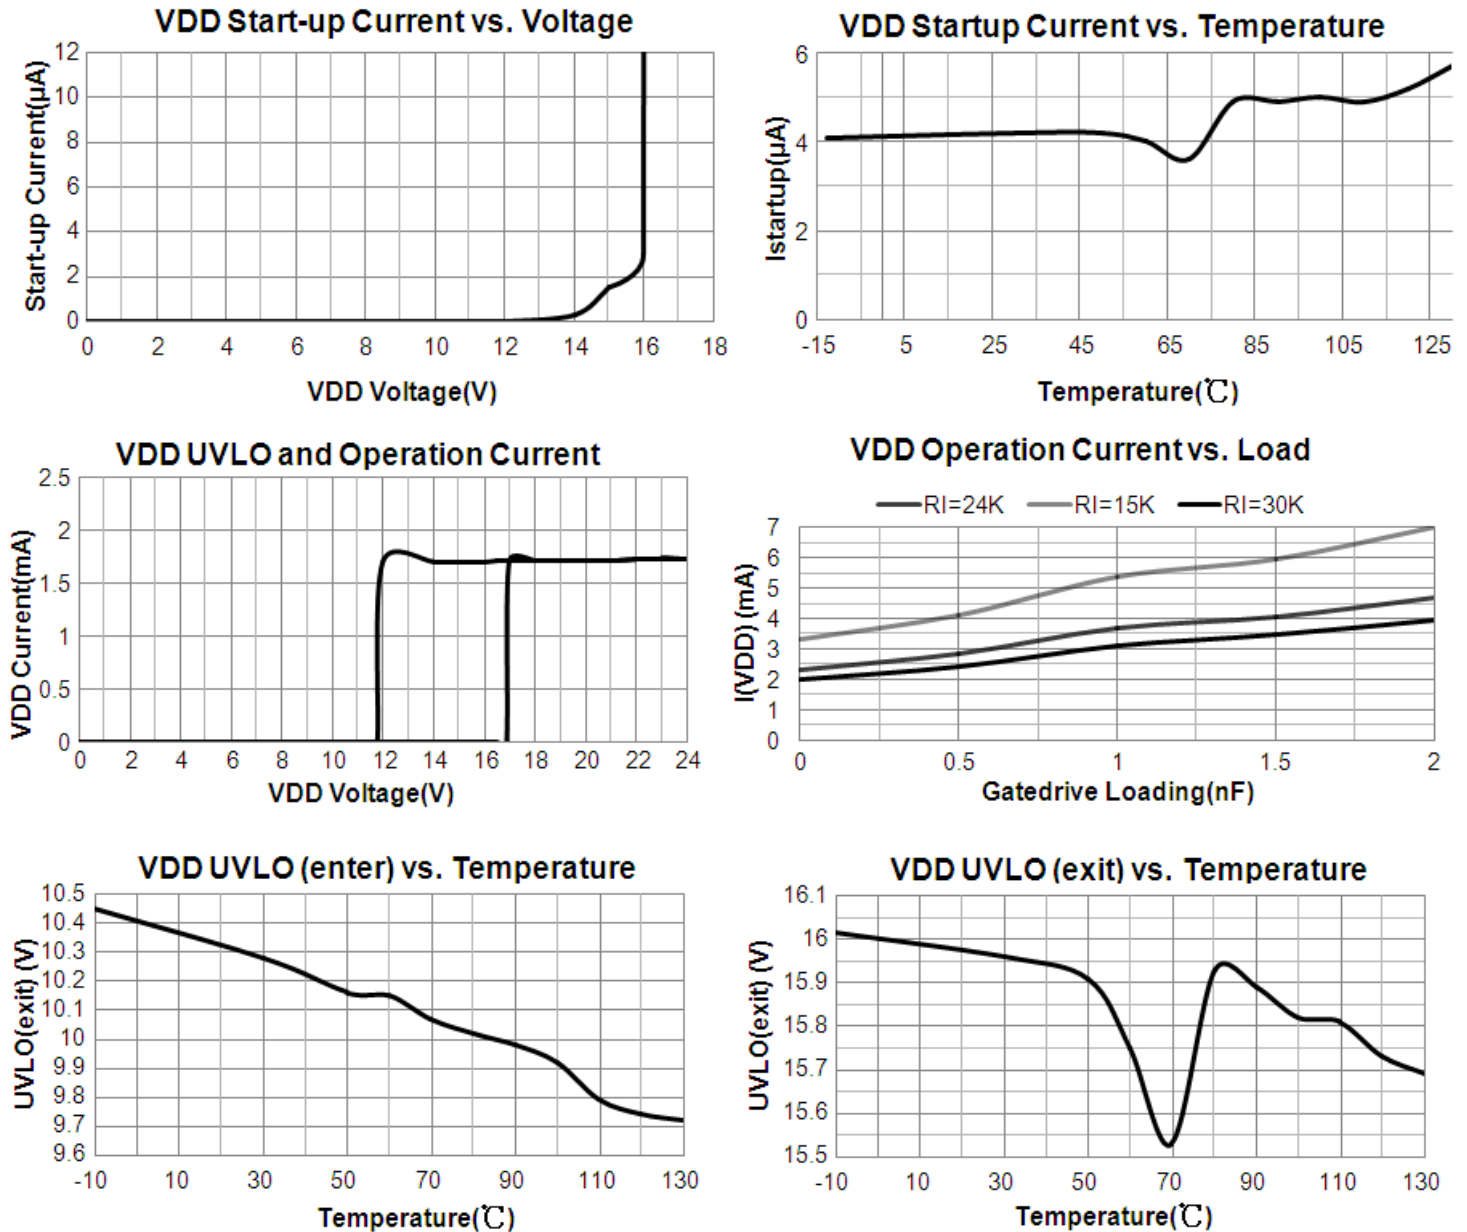 VDD Start-up Current vs. Voltage
Start-up Current(μA)
12
10
8
6
4
2
0
0 2 4 6 8 10 12 14 16 18
VDD Voltage(V)
VDD Startup Current vs. Temperature
Istartup(μA)
6
4
2
0
-15 5 25 45 65 85 105 125
Temperature(℃)
VDD UVLO and Operation Current
VDD Current(mA)
2.5
2
1.5
1
0.5
0
0 2 4 6 8 10 12 14 16 18 20 22 24
VDD Voltage(V)
VDD Operation Current vs. Load
RI=24K RI=15K RI=30K
I(VDD) (mA)
7
6
5
4
3
2
1
0
0 0.5 1 1.5 2
Gatedrive Loading(nF)
VDD UVLO (enter) vs. Temperature
UVLO(exit) (V)
10.5
10.4
10.3
10.2
10.1
10
9.9
9.8
9.7
9.6
-10 10 30 50 70 90 110 130
Temperature(℃)
VDD UVLO (exit) vs. Temperature
UVLO(exit) (V)
16.1
16
15.9
15.8
15.7
15.6
15.5
-10 10 30 50 70 90 110 130
Temperature(℃)